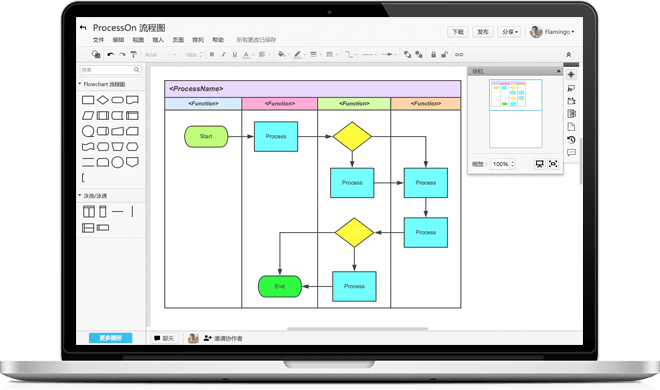 ProcessOn 流程图
文件 编辑 视图 插入 页面 排列 帮助 所有更改已保存
下载 发布 分享 Flamingo
Arial 18px B I U A
搜索
Flowchart 流程图
泳池/泳道
更多图形
<ProcessName>
<Function> <Function> <Function> <Function>
Start Process
Process Process
Process
End Process
导航
缩放: 100%
聊天 邀请协作者